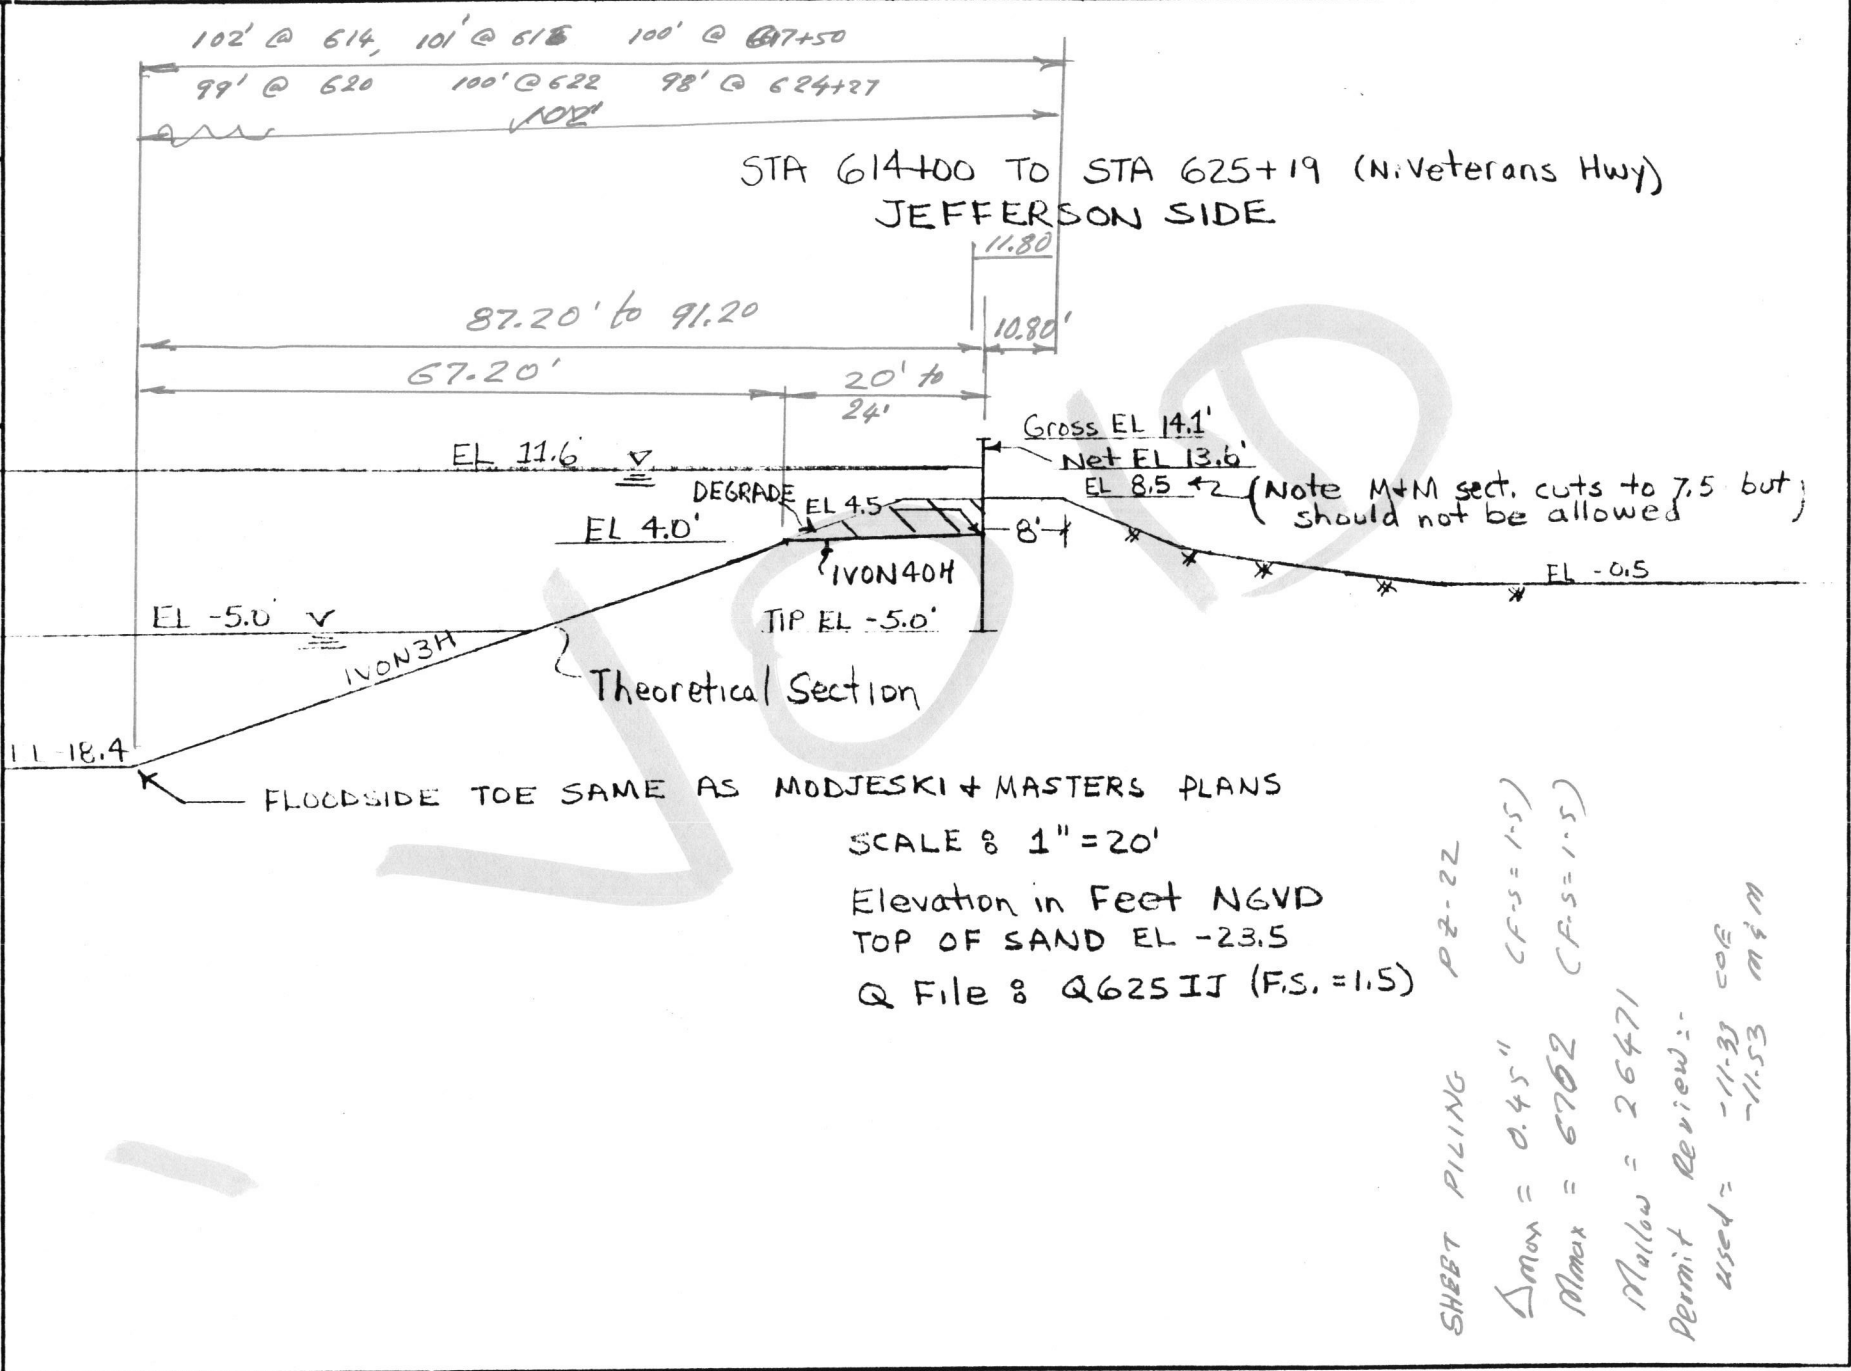 102' @ 614, 101' @ 616 100' @ 617+50
99' @ 620 100' @ 622 98' @ 624+27
102'
STA 614+00 TO STA 625+19 (N. Veterans Hwy)
JEFFERSON SIDE
11.80
87.20' to 91.20
10.80'
67.20'
20' to
24'
Gross EL 14.1'
EL 11.6
Net EL 13.6'
DEGRADE
EL 4.5
EL 8.5
(Note M+M sect. cuts to 7.5 but
should not be allowed)
EL 4.0'
8'
1VON40H
EL -0.5
EL -5.0'
TIP EL -5.0'
1VON3H
Theoretical Section
-18.4
FLOODSIDE TOE SAME AS MODJESKI & MASTERS PLANS
SCALE : 1" = 20'
Elevation in Feet NGVD
TOP OF SAND EL -23.5
Q File : Q625IJ (F.S. = 1.5)
VOID
SHEET PILING PZ-22
Δmax = 0.45" (F.S = 1.5)
Mmax = 6762 (F.S = 1.5)
Mallow = 26471
Permit Review:-
used = -11.33 COE
-11.53 M&M